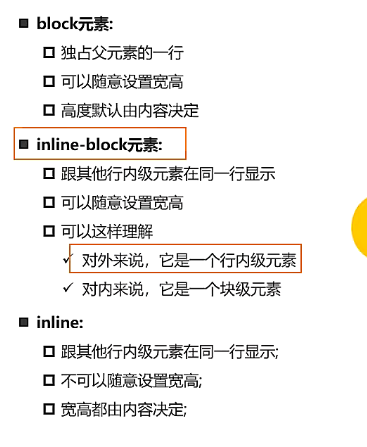 block元素:
独占父元素的一行
可以随意设置宽高
高度默认由内容决定
inline-block元素:
跟其他行内级元素在同一行显示
可以随意设置宽高
可以这样理解
对外来说，它是一个行内级元素
对内来说，它是一个块级元素
inline:
跟其他行内级元素在同一行显示;
不可以随意设置宽高;
宽高都由内容决定;